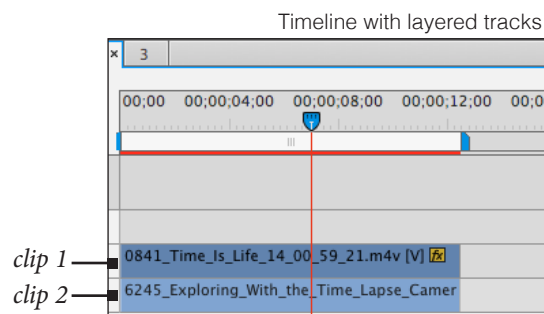 Timeline with layered tracks
× 3
00;00 00;00;04;00 00;00;08;00 00;00;12;00 00;0
clip 1 0841_Time_Is_Life_14_00_59_21.m4v [V] fx
clip 2 6245_Exploring_With_the_Time_Lapse_Camer